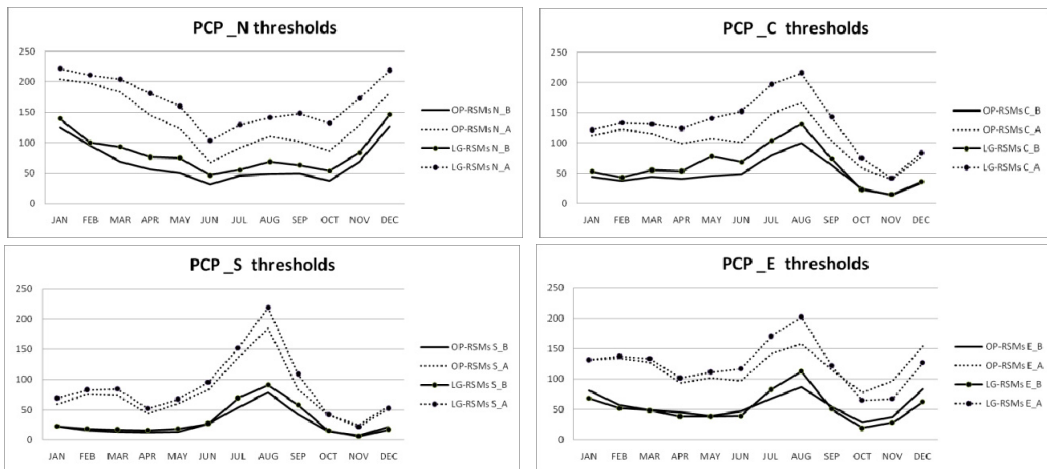 PCP _N thresholds
250
200
150
100
50
0
JAN FEB MAR APR MAY JUN JUL AUG SEP OCT NOV DEC
OP-RSMs N_B
OP-RSMs N_A
LG-RSMs N_B
LG-RSMs N_A
PCP _C thresholds
250
200
150
100
50
0
JAN FEB MAR APR MAY JUN JUL AUG SEP OCT NOV DEC
OP-RSMs C_B
OP-RSMs C_A
LG-RSMs C_B
LG-RSMs C_A
PCP _S thresholds
250
200
150
100
50
0
JAN FEB MAR APR MAY JUN JUL AUG SEP OCT NOV DEC
OP-RSMs S_B
OP-RSMs S_A
LG-RSMs S_B
LG-RSMs S_A
PCP _E thresholds
250
200
150
100
50
0
JAN FEB MAR APR MAY JUN JUL AUG SEP OCT NOV DEC
OP-RSMs E_B
OP-RSMs E_A
LG-RSMs E_B
LG-RSMs E_A